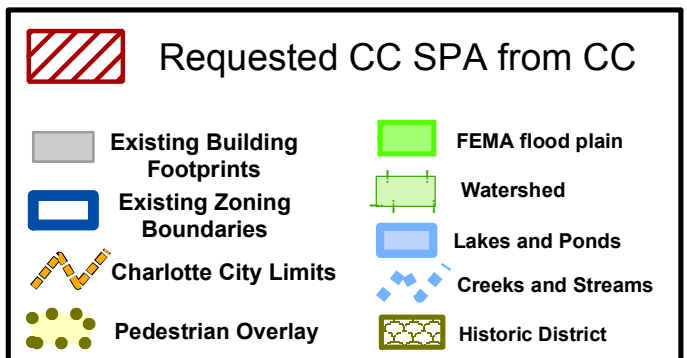 Requested CC SPA from CC
Existing Building
Footprints
Existing Zoning
Boundaries
Charlotte City Limits
Pedestrian Overlay
FEMA flood plain
Watershed
Lakes and Ponds
Creeks and Streams
Historic District